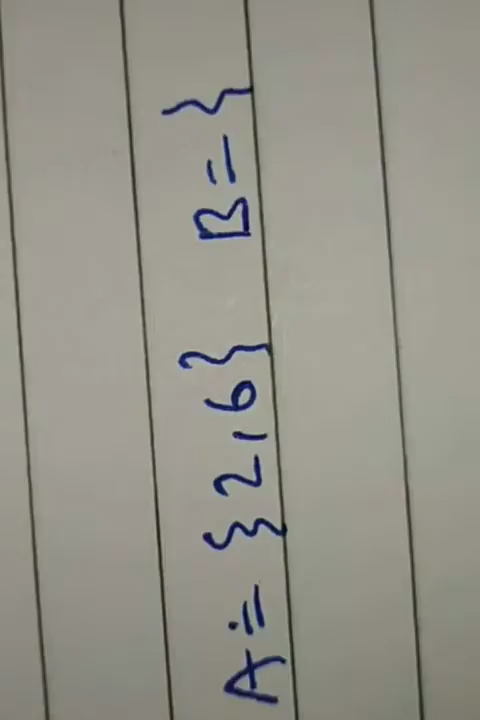 A = {2,6} B = {